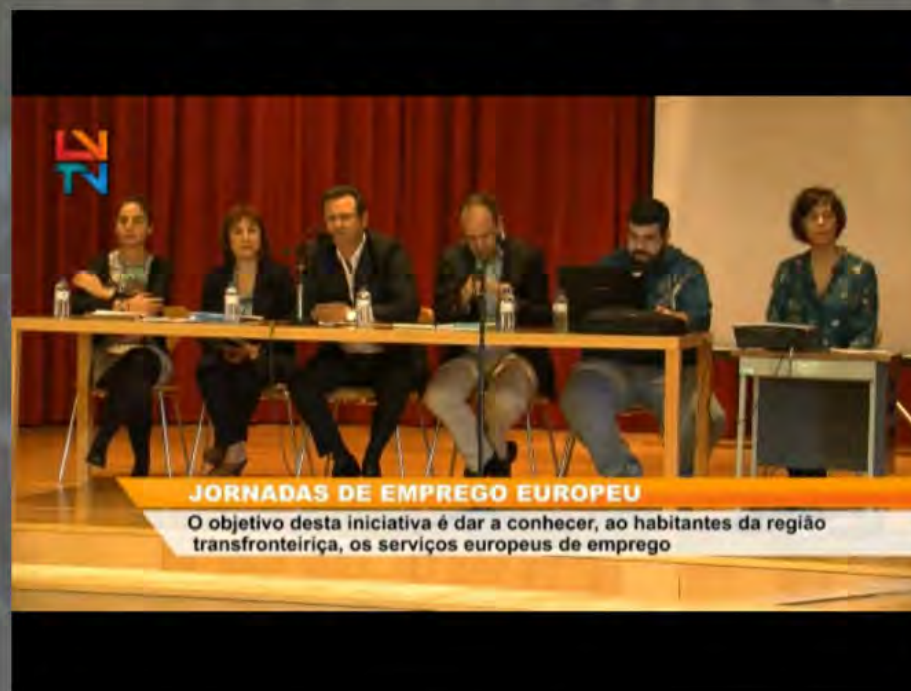 LVTV
JORNADAS DE EMPREGO EUROPEU
O objetivo desta iniciativa é dar a conhecer, ao habitantes da região
transfronteiriça, os serviços europeus de emprego